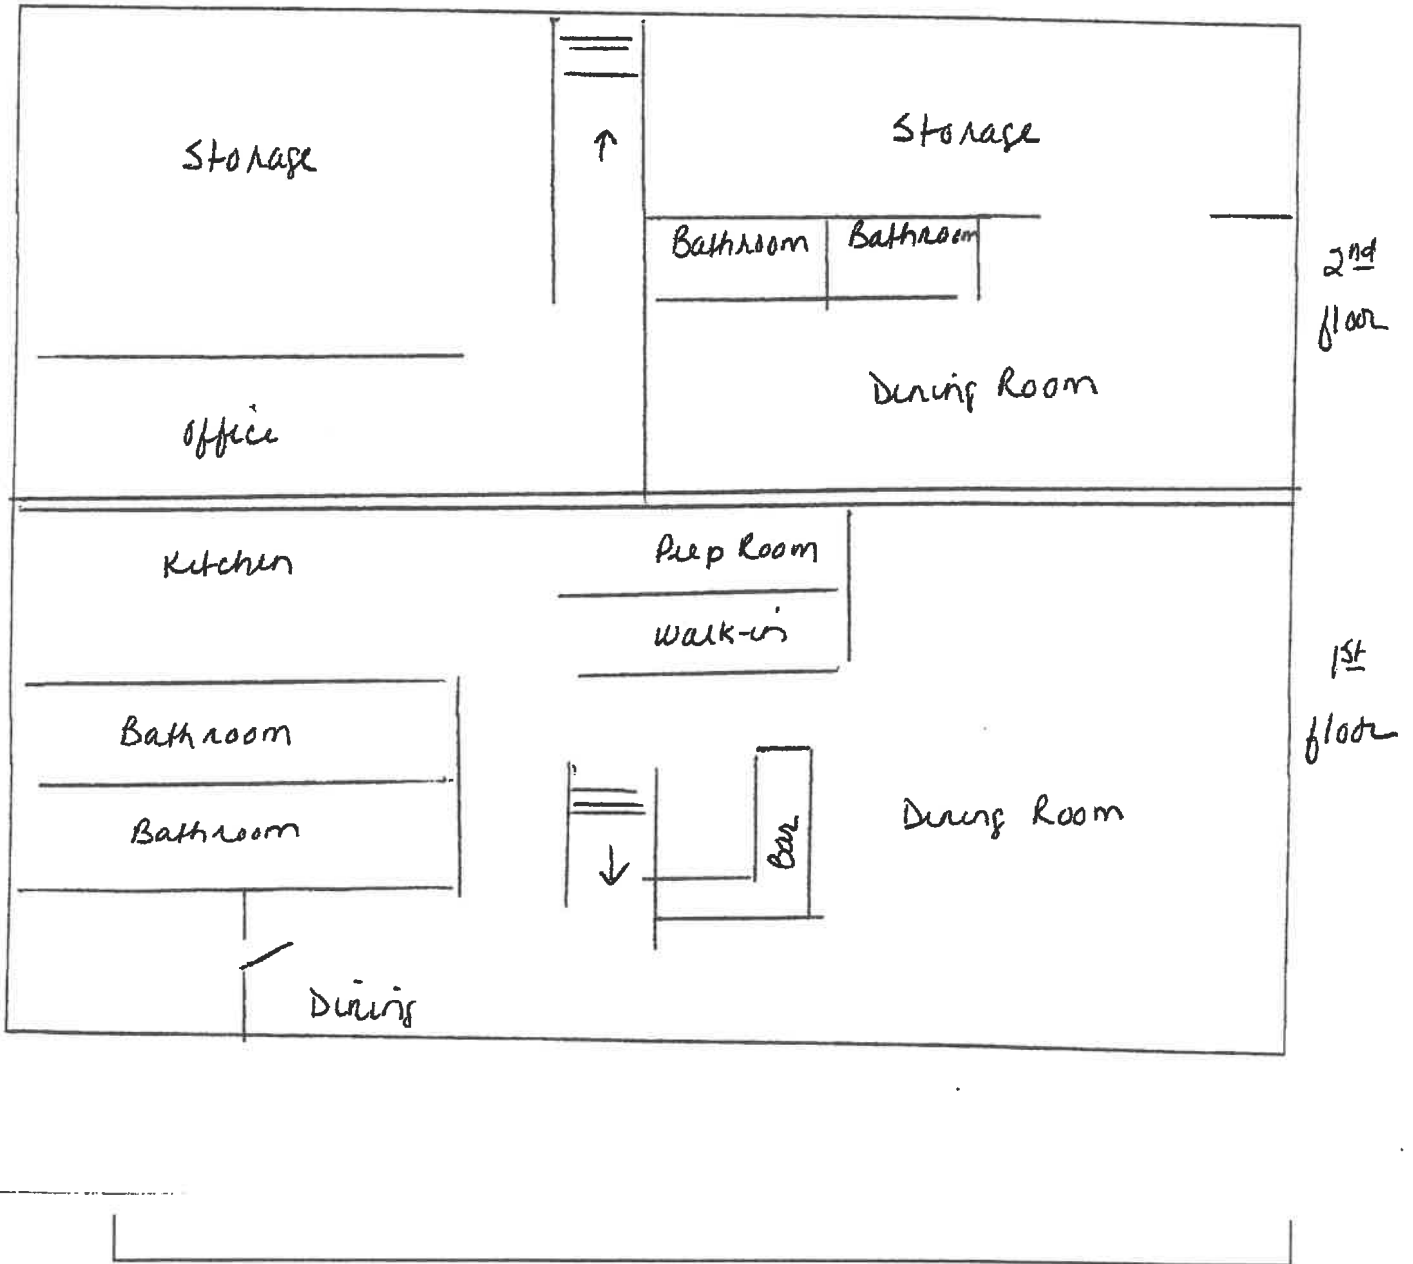 Storage
Storage
Bathroom
Bathroom
2nd
floor
Dining Room
Office
Kitchen
Prep Room
Walk-in
1st
floor
Bathroom
Bathroom
Bar
Dining Room
Dining